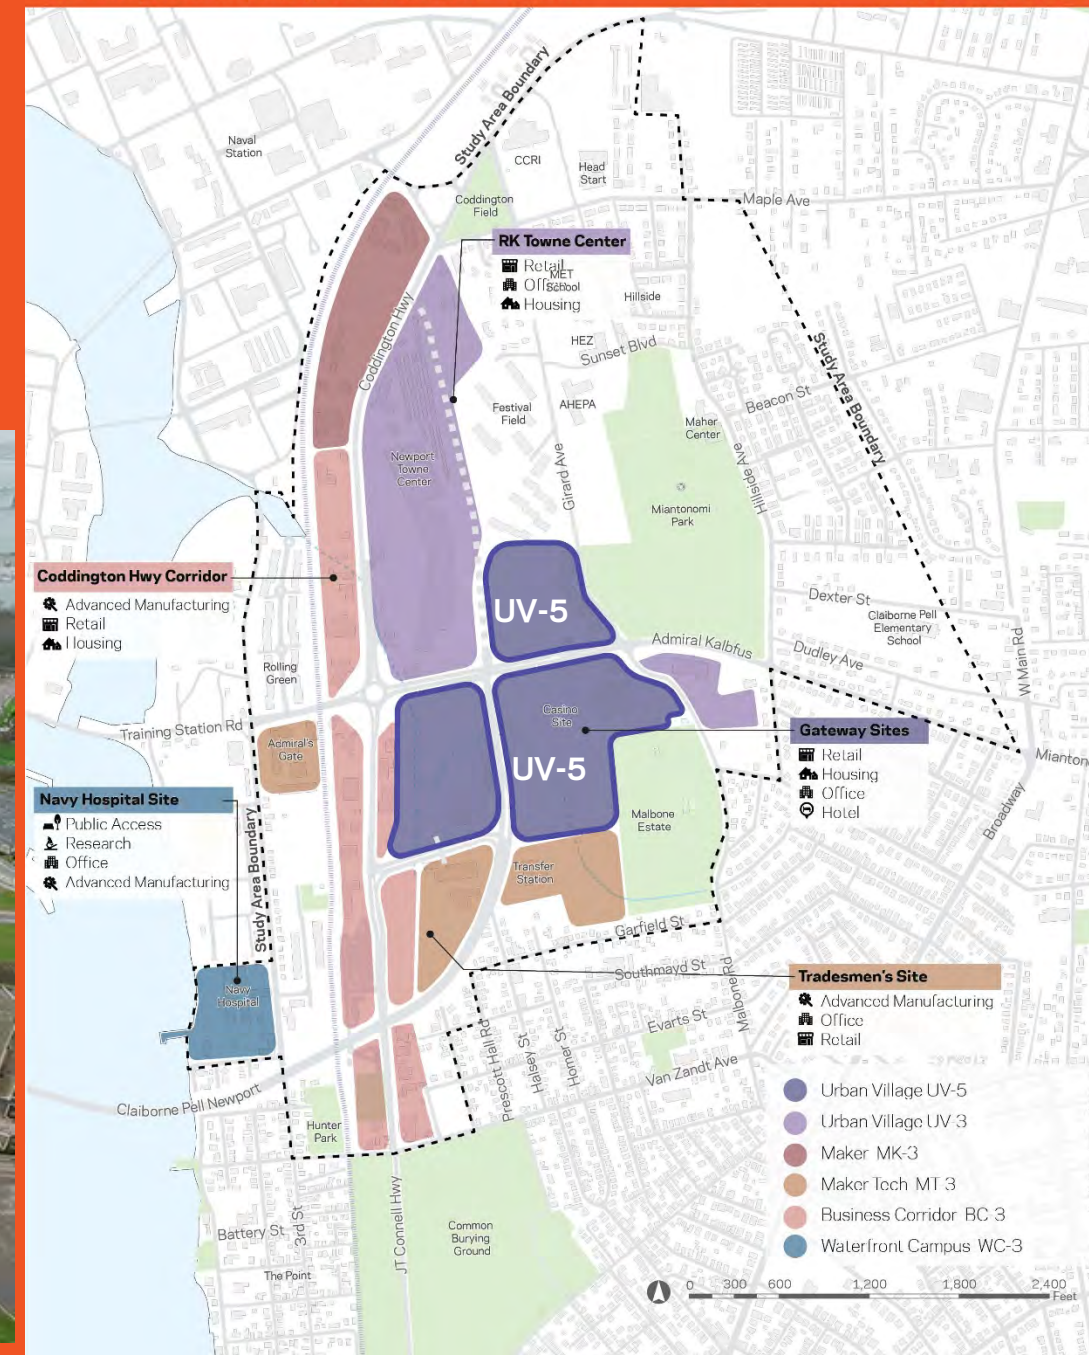 Study Area Boundary
Naval
Station
CCRI
Head
Start
Coddington
Field
Maple Ave
RK Towne Center
Retail
Office
Housing
MET
School
Hillside
Coddington Hwy
HEZ
Sunset Blvd
Study Area Boundary
Festival
Field
AHEPA
Beacon St
Maher
Center
Hillside Ave
Girard Ave
Newport
Towne
Center
Miantonomi
Park
Coddington Hwy Corridor
Advanced Manufacturing
Retail
Housing
UV-5
Dexter St
Claiborne Pell
Elementary
School
Admiral Kalbfus
Dudley Ave
W Main Rd
Rolling
Green
Training Station Rd
Casino
Site
Admiral's
Gate
UV-5
Gateway Sites
Retail
Housing
Office
Hotel
Mianton
Broadway
Navy Hospital Site
Public Access
Research
Office
Advanced Manufacturing
Study Area Boundary
Malbone
Estate
Transfer
Station
Garfield St
Southmayd St
Malbone Rd
Tradesmen's Site
Advanced Manufacturing
Office
Retail
Navy
Hospital
Evarts St
Prescott Hall Rd
Halsey St
Homer St
Van Zandt Ave
Claiborne Pell Newport
Hunter
Park
Urban Village UV-5
Urban Village UV-3
Maker MK-3
Maker Tech MT 3
Business Corridor BC 3
Waterfront Campus WC-3
Battery St
3rd St
The Point
JT Connell Hwy
Common
Burying
Ground
0 300 600 1,200 1,800 2,400
Feet